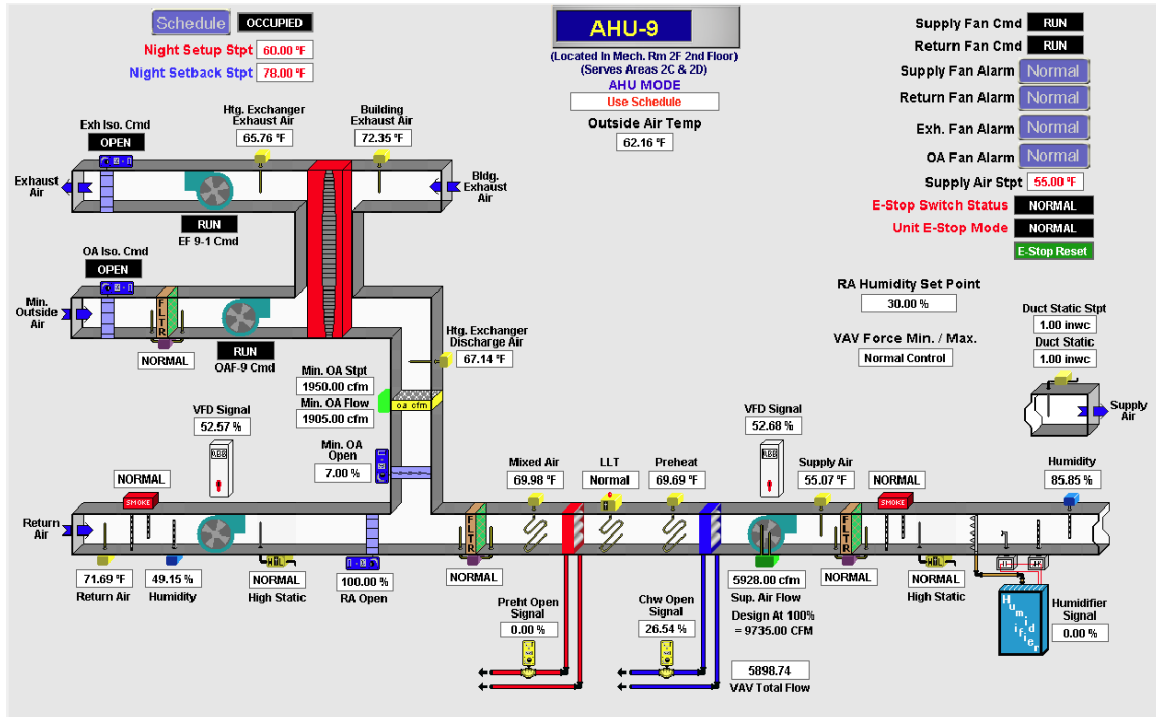 Schedule
OCCUPIED
Night Setup Stpt
60.00 ºF
Night Setback Stpt
78.00 ºF
AHU-9
(Located In Mech. Rm 2F 2nd Floor)
(Serves Areas 2C & 2D)
AHU MODE
Use Schedule
Outside Air Temp
62.16 ºF
Supply Fan Cmd
RUN
Return Fan Cmd
RUN
Supply Fan Alarm
Normal
Return Fan Alarm
Normal
Exh. Fan Alarm
Normal
OA Fan Alarm
Normal
Supply Air Stpt
55.00 ºF
E-Stop Switch Status
NORMAL
Unit E-Stop Mode
NORMAL
E-Stop Reset
Exh Iso. Cmd
OPEN
Htg. Exchanger
Exhaust Air
65.76 ºF
Building
Exhaust Air
72.35 ºF
Exhaust
Air
Bldg.
Exhaust
Air
RUN
EF 9-1 Cmd
OA Iso. Cmd
OPEN
Min.
Outside
Air
FLTR
NORMAL
RUN
OAF-9 Cmd
Htg. Exchanger
Discharge Air
67.14 ºF
RA Humidity Set Point
30.00 %
VAV Force Min. / Max.
Normal Control
Duct Static Stpt
1.00 inwc
Duct Static
1.00 inwc
Supply
Air
Min. OA Stpt
1950.00 cfm
Min. OA Flow
1905.00 cfm
oa cfm
Min. OA
Open
7.00 %
VFD Signal
52.57 %
NORMAL
SMOKE
Return
Air
71.69 ºF
Return Air
49.15 %
Humidity
NORMAL
High Static
100.00 %
RA Open
FLTR
NORMAL
Mixed Air
69.98 ºF
LLT
Normal
Preheat
69.69 ºF
VFD Signal
52.68 %
Supply Air
55.07 ºF
NORMAL
SMOKE
Humidity
85.85 %
5928.00 cfm
Sup. Air Flow
Design At 100%
= 9735.00 CFM
FLTR
NORMAL
NORMAL
High Static
Humidifier
Humidifier
Signal
0.00 %
Preht Open
Signal
0.00 %
Chw Open
Signal
26.54 %
5898.74
VAV Total Flow